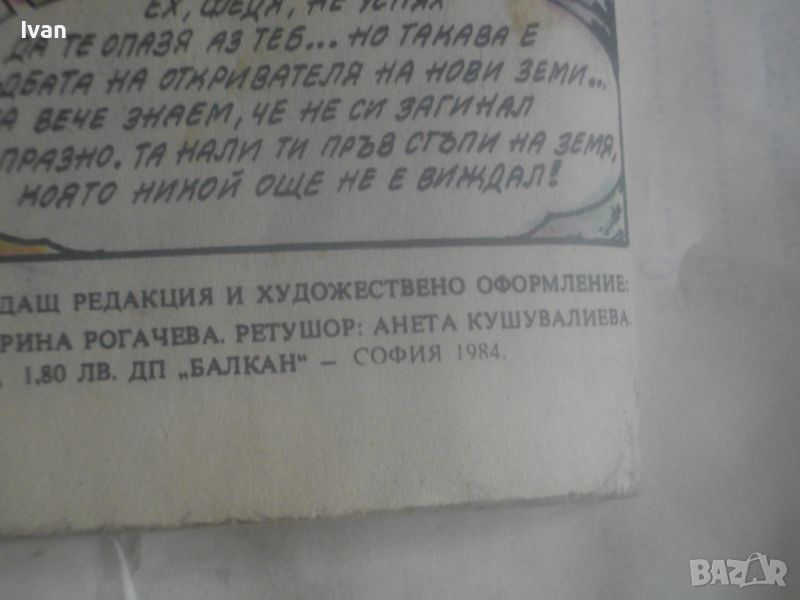 Ivan
ЕХ, ФЕДЯ, НЕ УСПЯХ
ДА ТЕ ОПАЗЯ АЗ ТЕБ... НО ТАКАВА Е
ДБАТА НА ОТКРИВАТЕЛЯ НА НОВИ ЗЕМИ...
А ВЕЧЕ ЗНАЕМ, ЧЕ НЕ СИ ЗАГИНАЛ
ПРАЗНО. ТА НАЛИ ТИ ПРЪВ СТЪПИ НА ЗЕМЯ,
КОЯТО НИКОЙ ОЩЕ НЕ Е ВИЖДАЛ!
ДАЩ РЕДАКЦИЯ И ХУДОЖЕСТВЕНО ОФОРМЛЕНИЕ:
РИНА РОГАЧЕВА. РЕТУШОР: АНЕТА КУШУВАЛИЕВА.
1,80 ЛВ. ДП „БАЛКАН“ – СОФИЯ 1984.
BAZAR